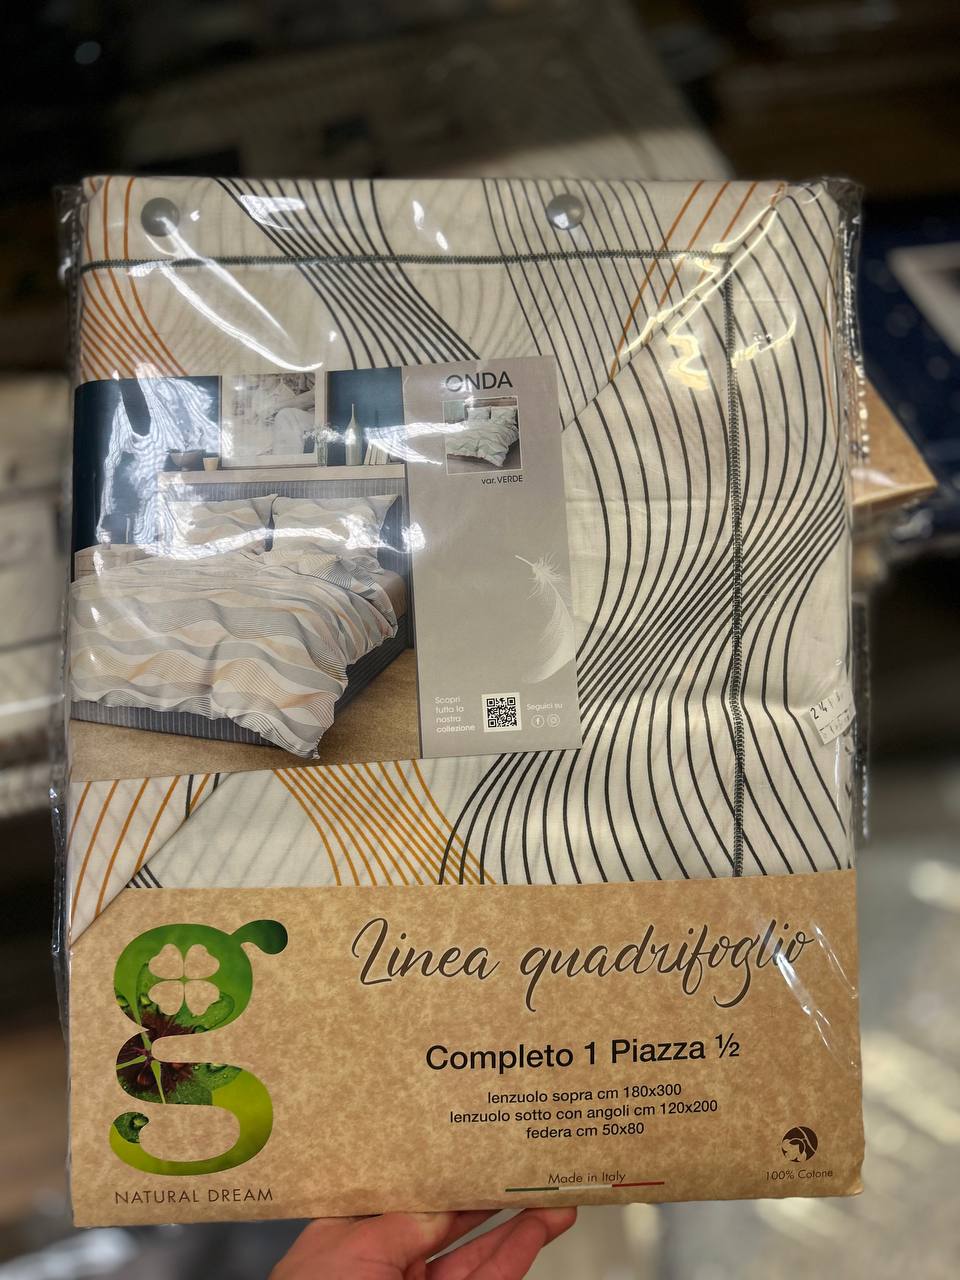 ONDA
var. VERDE
Scopri
tutta la
nostra
collezione
Seguici su
Linea quadrifoglio
Completo 1 Piazza ½
lenzuolo sopra cm 180x300
lenzuolo sotto con angoli cm 120x200
federa cm 50x80
Made in Italy
100% Cotone
NATURAL DREAM